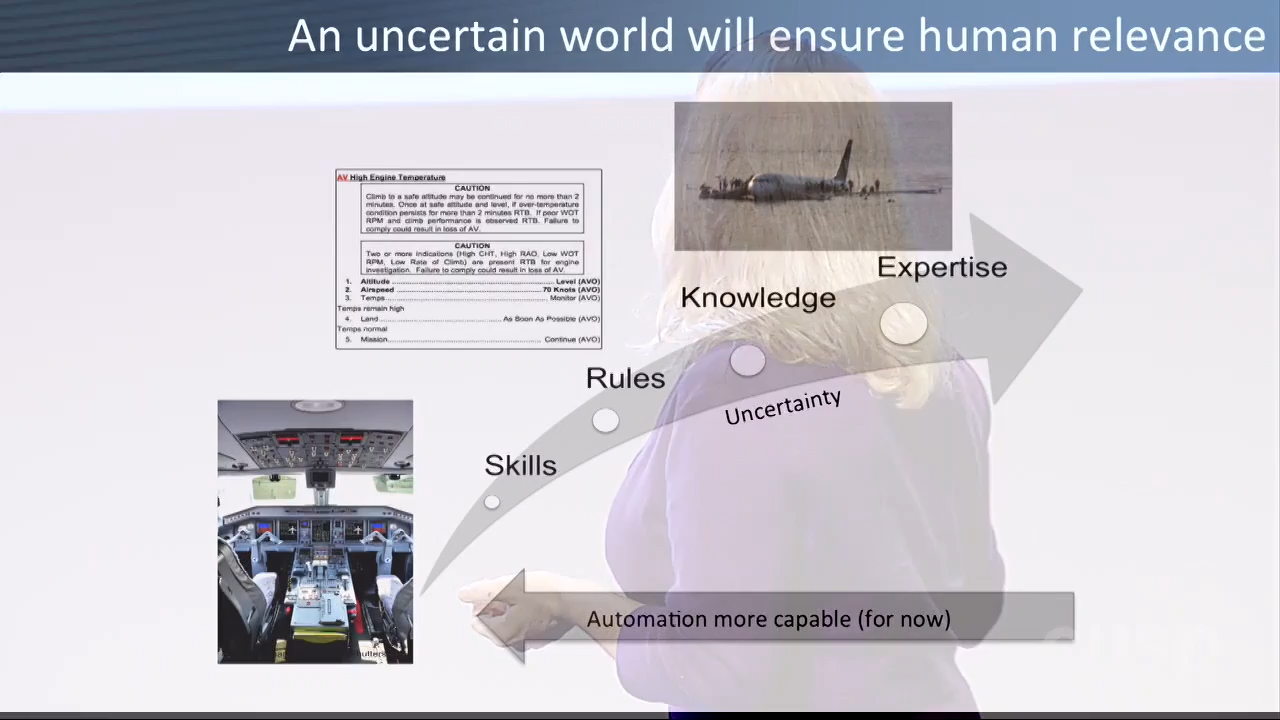 An uncertain world will ensure human relevance
AV High Engine Temperature
CAUTION
Climb to a safe altitude may be continued for no more than 2
minutes. Once at safe altitude and level, if over-temperature
condition persists for more than 2 minutes RTB. If poor WOT
RPM and climb performance is observed RTB. Failure to
comply could result in loss of AV.
CAUTION
Two or more indications (High CHT, High RAO, Low WOT
RPM, Low Rate of Climb) are present RTB for engine
investigation. Failure to comply could result in loss of AV.
1. Altitude ........ Level (AVO)
2. Airspeed ........ 70 Knots (AVO)
3. Temps ........ Monitor (AVO)
Temps remain high
4. Land ........ As Soon As Possible (AVO)
Temps normal
5. Mission ........ Continue (AVO)
Expertise
Knowledge
Rules
Uncertainty
Skills
Automation more capable (for now)